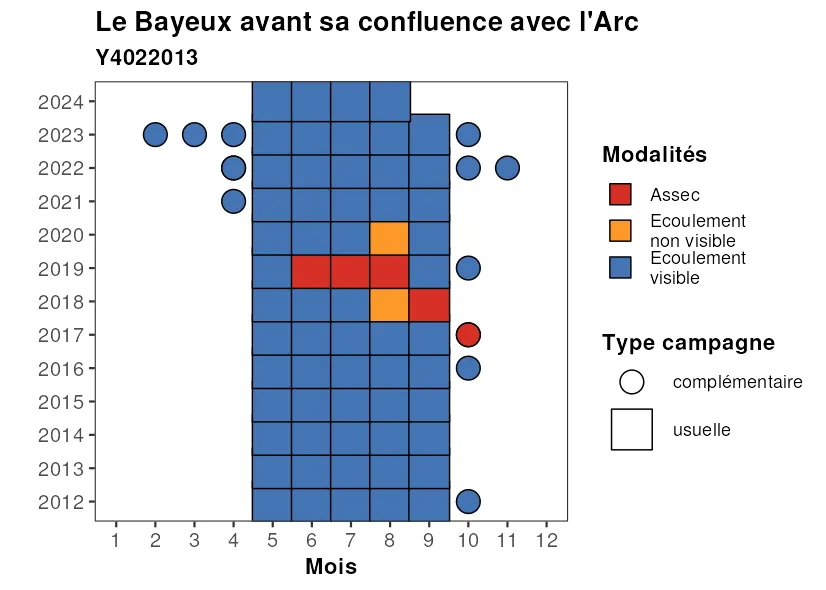 Le Bayeux avant sa confluence avec l'Arc
Y4022013
2024
2023
2022
2021
2020
2019
2018
2017
2016
2015
2014
2013
2012
1 2 3 4 5 6 7 8 9 10 11 12
Mois
Modalités
Assec
Ecoulement
non visible
Ecoulement
visible
Type campagne
complémentaire
usuelle